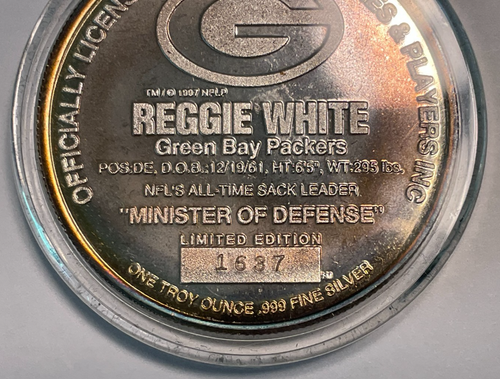 OFFICIALLY LICENS
ES & PLAYERS INC
G
TM/© 1997 NFLP
REGGIE WHITE
Green Bay Packers
POS:DE, D.O.B.:12/19/61, HT:6'5", WT:295 lbs.
NFL'S ALL-TIME SACK LEADER
"MINISTER OF DEFENSE"
LIMITED EDITION
1637
ONE TROY OUNCE .999 FINE SILVER